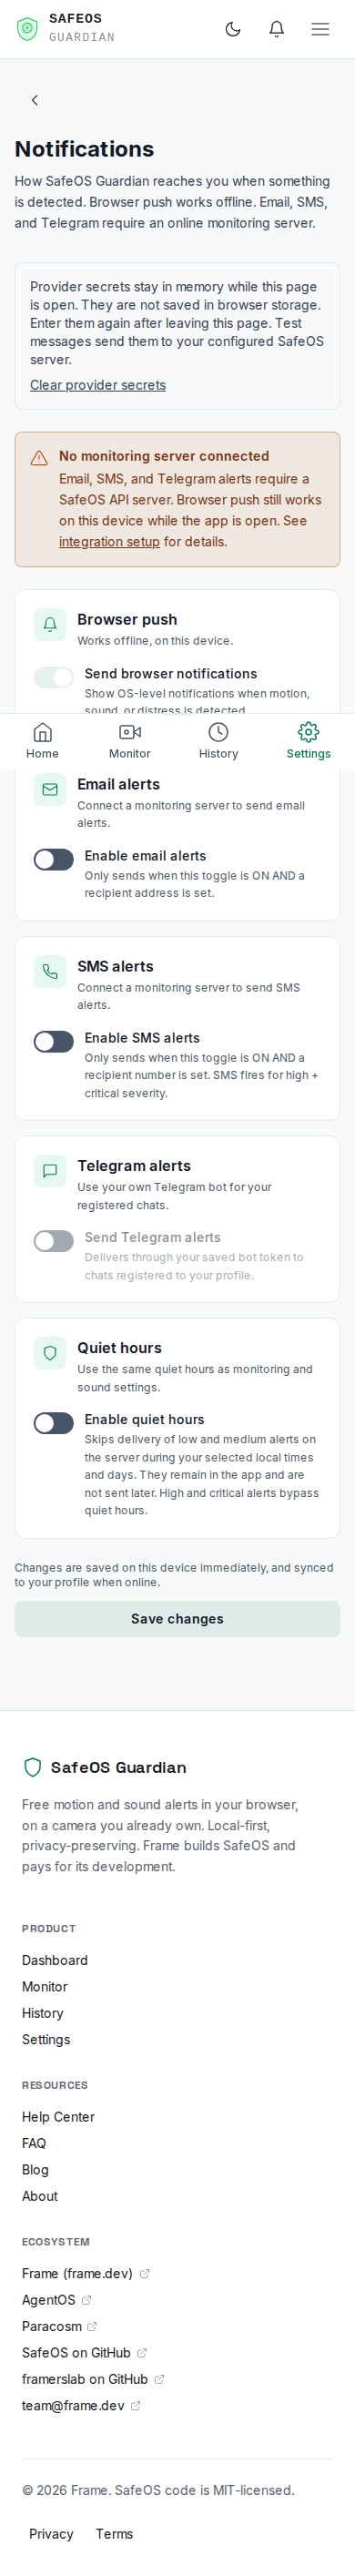 SAFEOS
GUARDIAN
Notifications
How SafeOS Guardian reaches you when something
is detected. Browser push works offline. Email, SMS,
and Telegram require an online monitoring server.
Provider secrets stay in memory while this page
is open. They are not saved in browser storage.
Enter them again after leaving this page. Test
messages send them to your configured SafeOS
server.
Clear provider secrets
No monitoring server connected
Email, SMS, and Telegram alerts require a
SafeOS API server. Browser push still works
on this device while the app is open. See
integration setup for details.
Browser push
Works offline, on this device.
Send browser notifications
Show OS-level notifications when motion,
sound, or distress is detected
Home
Monitor
History
Settings
Email alerts
Connect a monitoring server to send email
alerts.
Enable email alerts
Only sends when this toggle is ON AND a
recipient address is set.
SMS alerts
Connect a monitoring server to send SMS
alerts.
Enable SMS alerts
Only sends when this toggle is ON AND a
recipient number is set. SMS fires for high +
critical severity.
Telegram alerts
Use your own Telegram bot for your
registered chats.
Send Telegram alerts
Delivers through your saved bot token to
chats registered to your profile.
Quiet hours
Use the same quiet hours as monitoring and
sound settings.
Enable quiet hours
Skips delivery of low and medium alerts on
the server during your selected local times
and days. They remain in the app and are
not sent later. High and critical alerts bypass
quiet hours.
Changes are saved on this device immediately, and synced
to your profile when online.
Save changes
SafeOS Guardian
Free motion and sound alerts in your browser,
on a camera you already own. Local-first,
privacy-preserving. Frame builds SafeOS and
pays for its development.
PRODUCT
Dashboard
Monitor
History
Settings
RESOURCES
Help Center
FAQ
Blog
About
ECOSYSTEM
Frame (frame.dev)
AgentOS
Paracosm
SafeOS on GitHub
framerslab on GitHub
team@frame.dev
© 2026 Frame. SafeOS code is MIT-licensed.
Privacy
Terms